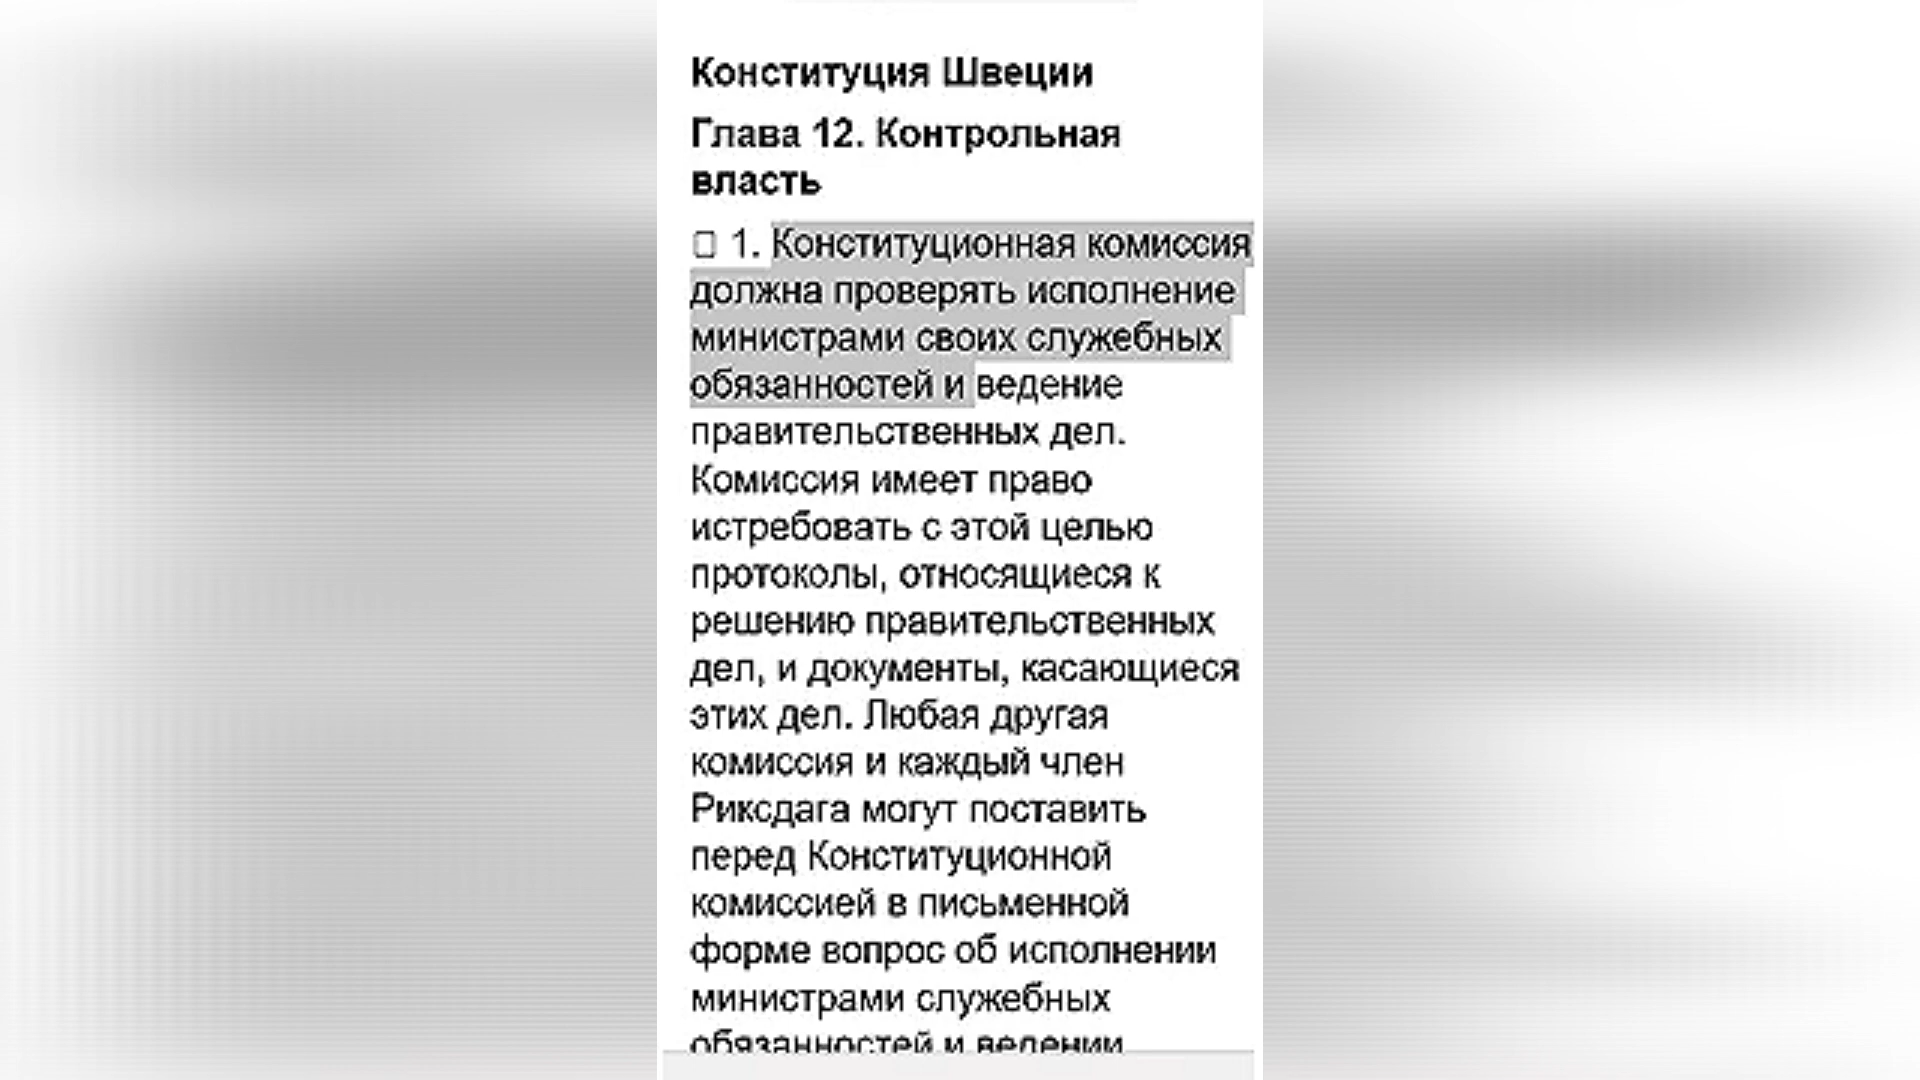 Конституция Швеции
Глава 12. Контрольная
власть
1. Конституционная комиссия
должна проверять исполнение
министрами своих служебных
обязанностей и ведение
правительственных дел.
Комиссия имеет право
истребовать с этой целью
протоколы, относящиеся к
решению правительственных
дел, и документы, касающиеся
этих дел. Любая другая
комиссия и каждый член
Риксдага могут поставить
перед Конституционной
комиссией в письменной
форме вопрос об исполнении
министрами служебных
обязанностей и ведении